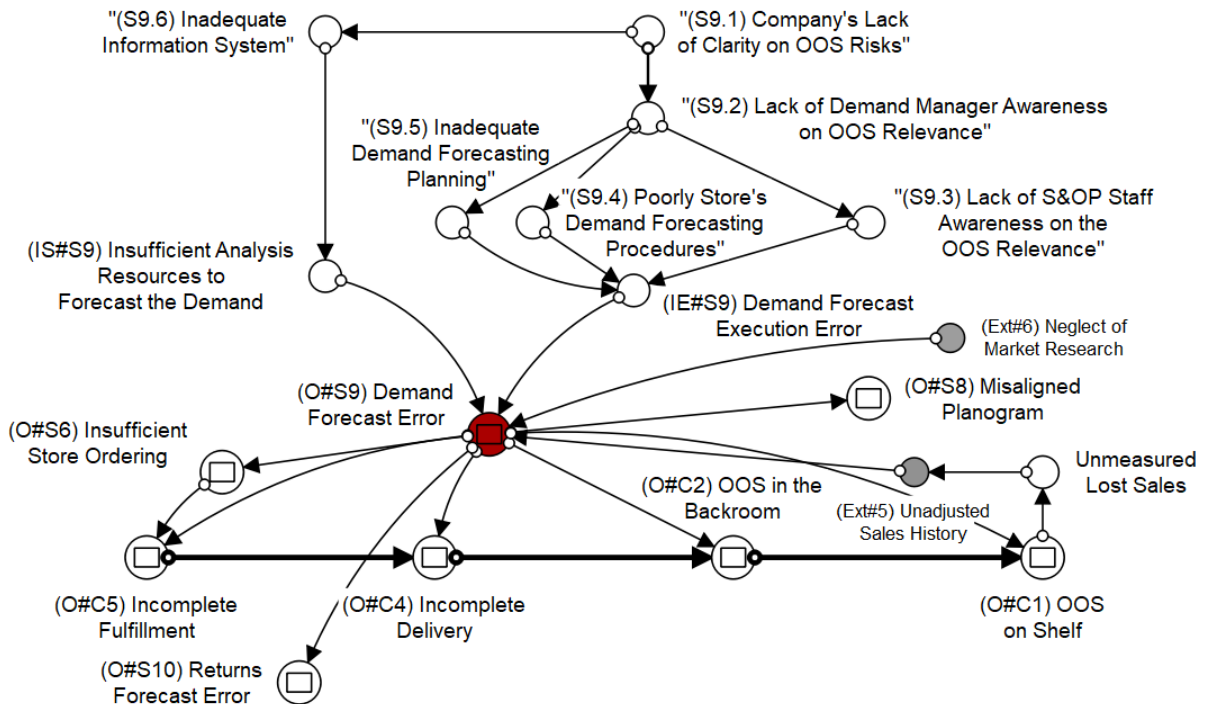 "(S9.6) Inadequate
Information System"
"(S9.1) Company's Lack
of Clarity on OOS Risks"
"(S9.5) Inadequate
Demand Forecasting
Planning"
"(S9.2) Lack of Demand Manager Awareness
on OOS Relevance"
"(S9.4) Poorly Store's
Demand Forecasting
Procedures"
"(S9.3) Lack of S&OP Staff
Awareness on the
OOS Relevance"
(IS#S9) Insufficient Analysis
Resources to
Forecast the Demand
(IE#S9) Demand Forecast
Execution Error
(Ext#6) Neglect of
Market Research
(O#S9) Demand
Forecast Error
(O#S8) Misaligned
Planogram
(O#S6) Insufficient
Store Ordering
(O#C2) OOS in the
Backroom
Unmeasured
Lost Sales
(Ext#5) Unadjusted
Sales History
(O#C5) Incomplete
Fulfillment
(O#C4) Incomplete
Delivery
(O#C1) OOS
on Shelf
(O#S10) Returns
Forecast Error